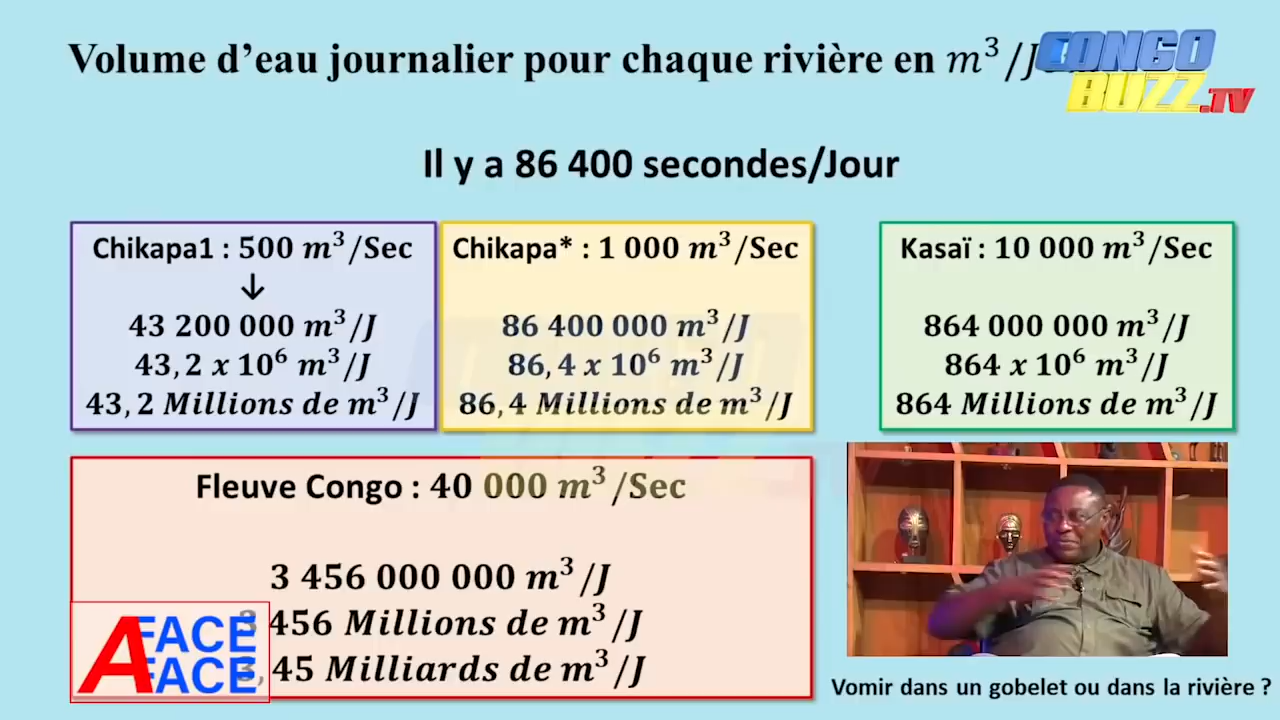 Volume d'eau journalier pour chaque rivière en m³/J
CONGO
BUZZ.TV
Il y a 86 400 secondes/Jour
Chikapa1 : 500 m³/Sec
↓
43 200 000 m³/J
43,2 x 10⁶ m³/J
43,2 Millions de m³/J
Chikapa* : 1 000 m³/Sec
86 400 000 m³/J
86,4 x 10⁶ m³/J
86,4 Millions de m³/J
Kasaï : 10 000 m³/Sec
864 000 000 m³/J
864 x 10⁶ m³/J
864 Millions de m³/J
Fleuve Congo : 40 000 m³/Sec
3 456 000 000 m³/J
3 456 Millions de m³/J
3,45 Milliards de m³/J
A FACE
FACE
Vomir dans un gobelet ou dans la rivière ?